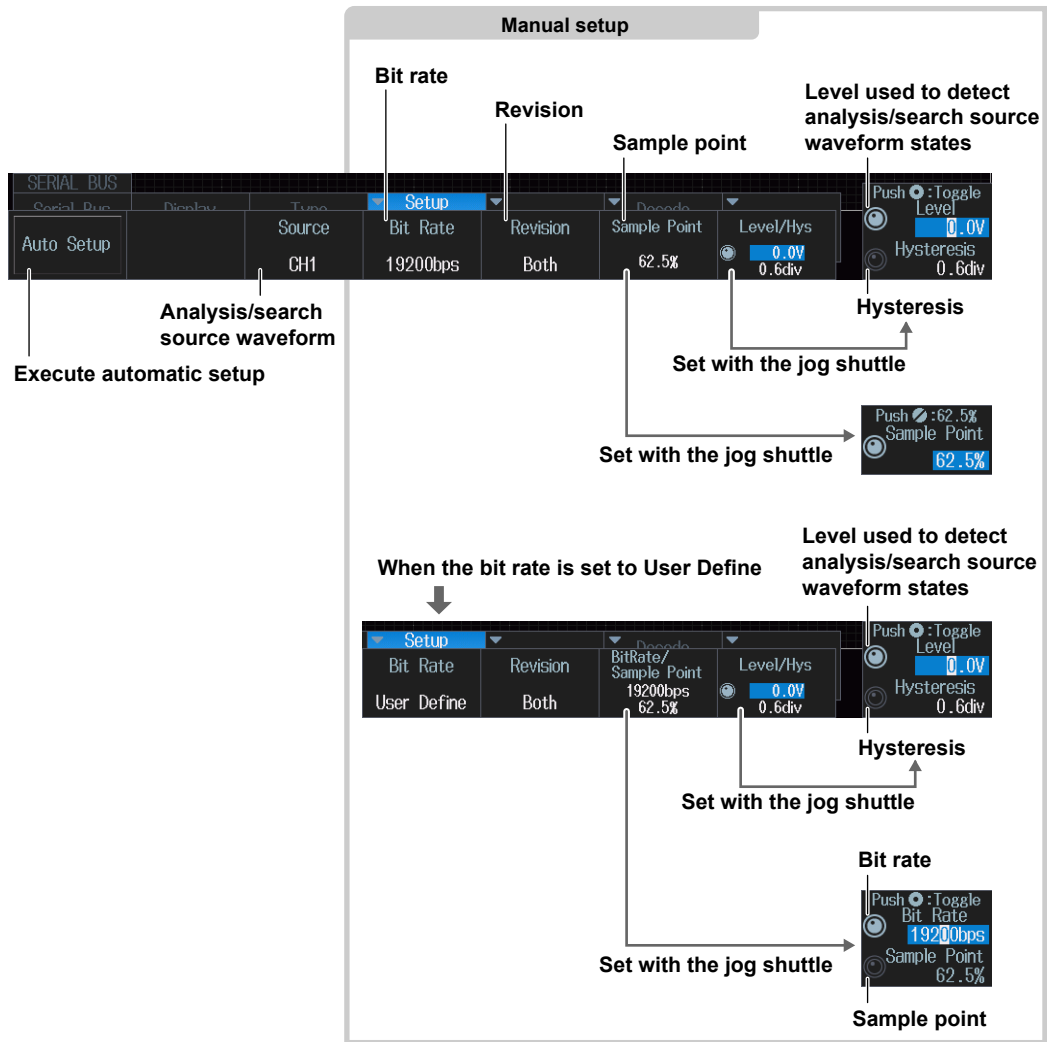 Manual setup
Bit rate
Revision
Sample point
Level used to detect
analysis/search source
waveform states
SERIAL BUS
Serial Bus Display Type Setup Decode
Auto Setup
Source
CH1
Bit Rate
19200bps
Revision
Both
Sample Point
62.5%
Level/Hys
0.0V
0.6div
Push :Toggle
Level
0.0V
Hysteresis
0.6div
Analysis/search
source waveform
Execute automatic setup
Hysteresis
Set with the jog shuttle
Push :62.5%
Sample Point
62.5%
Set with the jog shuttle
When the bit rate is set to User Define
Level used to detect
analysis/search source
waveform states
Setup Decode
Bit Rate
User Define
Revision
Both
BitRate/
Sample Point
19200bps
62.5%
Level/Hys
0.0V
0.6div
Push :Toggle
Level
0.0V
Hysteresis
0.6div
Hysteresis
Set with the jog shuttle
Bit rate
Push :Toggle
Bit Rate
19200bps
Sample Point
62.5%
Set with the jog shuttle
Sample point